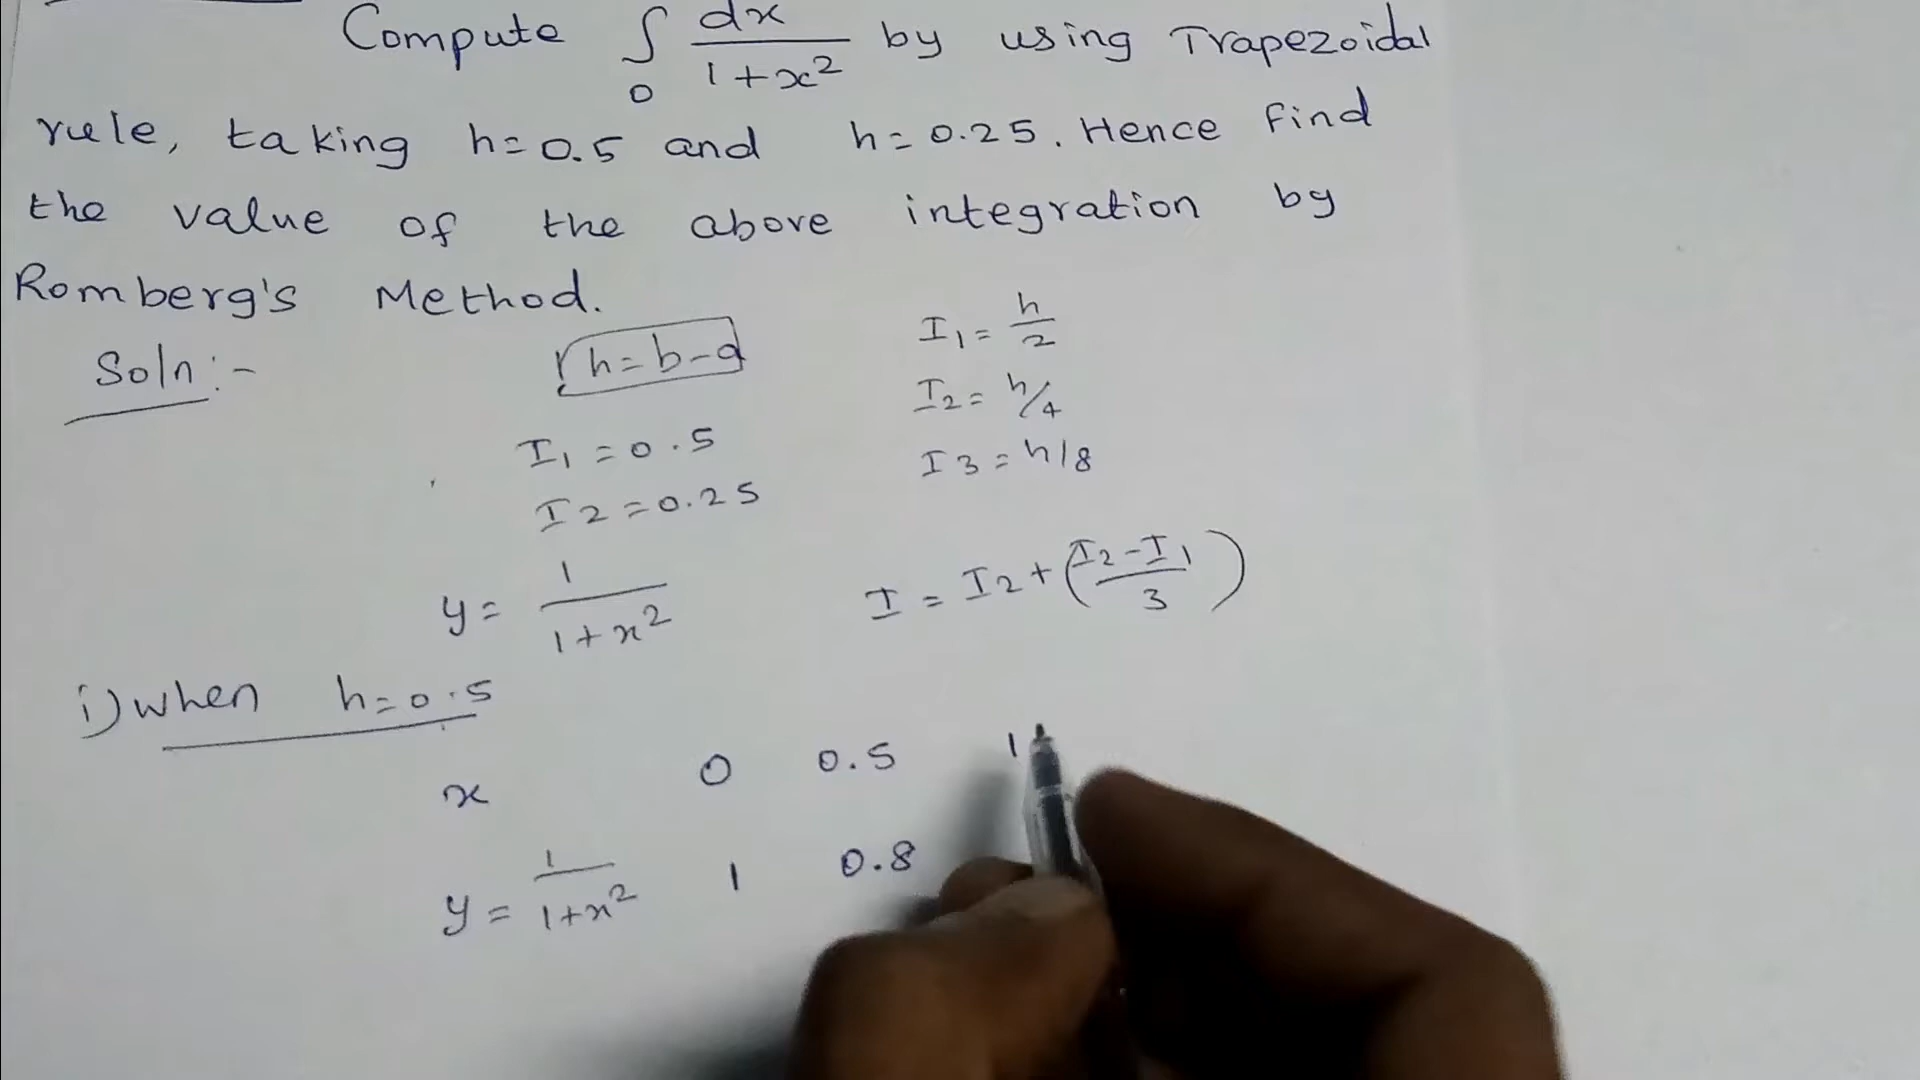 Compute ∫0 dx/1+x² by using Trapezoidal
rule, taking h=0.5 and h=0.25. Hence find
the value of the above integration by
Romberg's Method.
Soln:-
h=b-a
I1=0.5
I2=0.25
I1=h/2
I2=h/4
I3=h/8
y=1/1+x²
I=I2+(I2-I1/3)
i) when h=0.5
x 0 0.5 1
y=1/1+x² 1 0.8